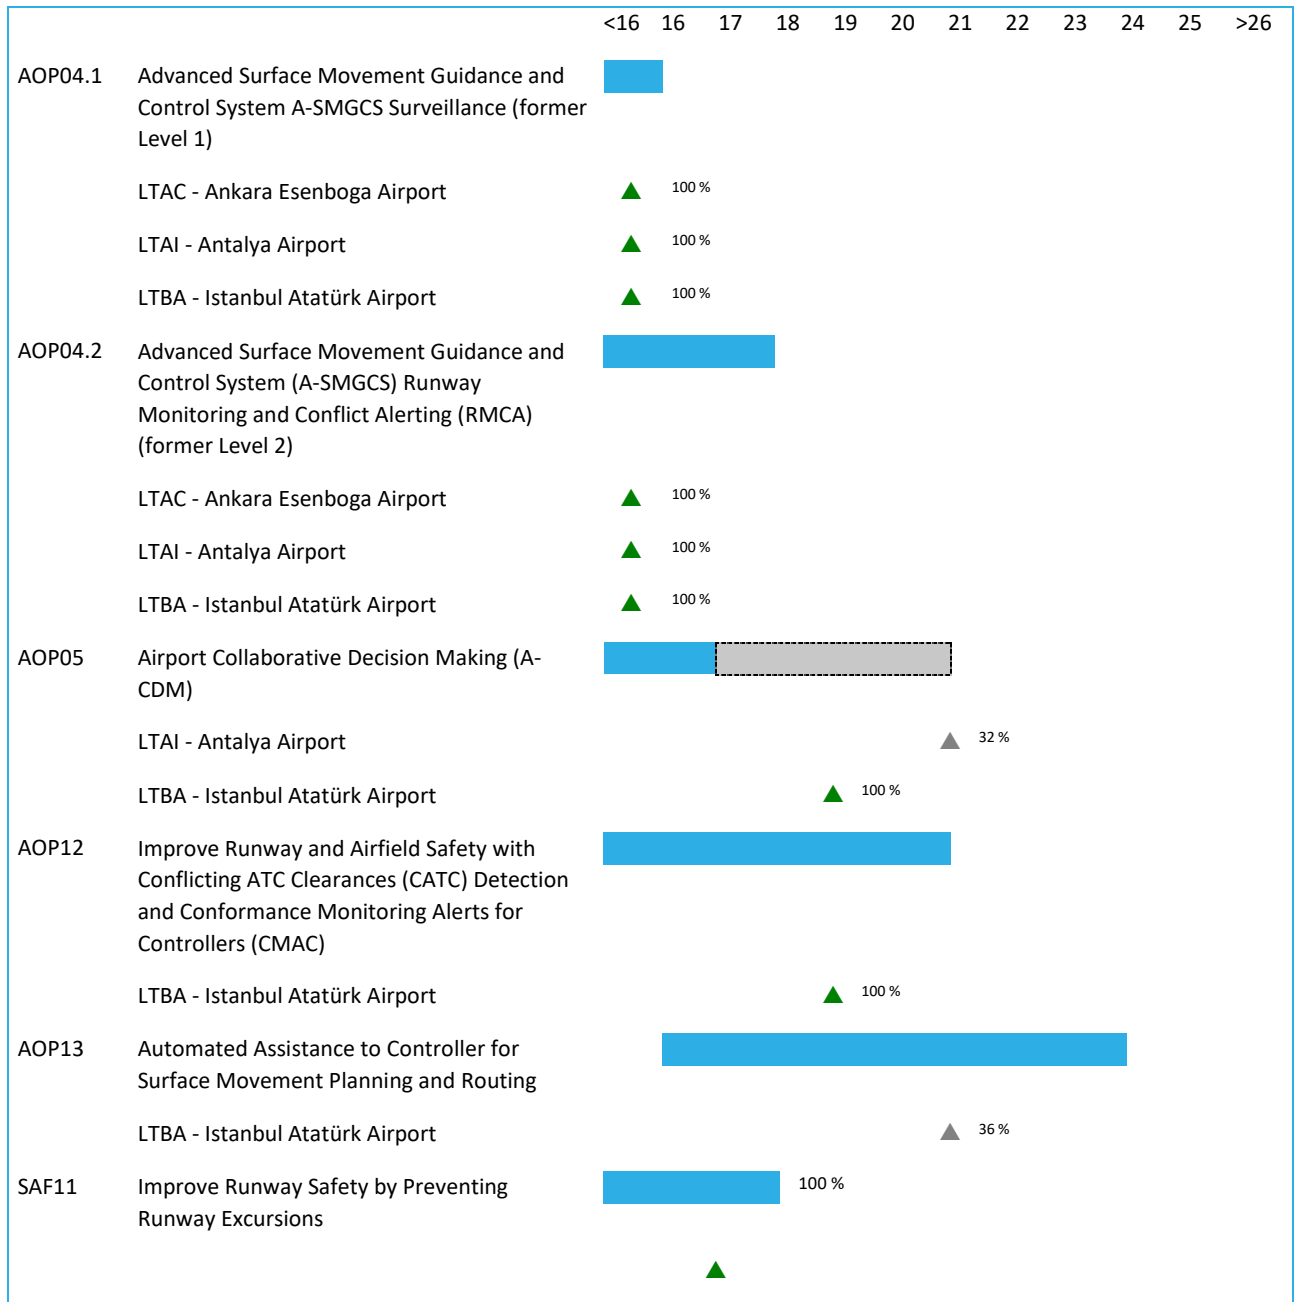 <16 16 17 18 19 20 21 22 23 24 25 >26
AOP04.1 Advanced Surface Movement Guidance and
Control System A-SMGCS Surveillance (former
Level 1)
LTAC - Ankara Esenboga Airport 100 %
LTAI - Antalya Airport 100 %
LTBA - Istanbul Atatürk Airport 100 %
AOP04.2 Advanced Surface Movement Guidance and
Control System (A-SMGCS) Runway
Monitoring and Conflict Alerting (RMCA)
(former Level 2)
LTAC - Ankara Esenboga Airport 100 %
LTAI - Antalya Airport 100 %
LTBA - Istanbul Atatürk Airport 100 %
AOP05 Airport Collaborative Decision Making (A-
CDM)
LTAI - Antalya Airport 32 %
LTBA - Istanbul Atatürk Airport 100 %
AOP12 Improve Runway and Airfield Safety with
Conflicting ATC Clearances (CATC) Detection
and Conformance Monitoring Alerts for
Controllers (CMAC)
LTBA - Istanbul Atatürk Airport 100 %
AOP13 Automated Assistance to Controller for
Surface Movement Planning and Routing
LTBA - Istanbul Atatürk Airport 36 %
SAF11 Improve Runway Safety by Preventing 100 %
Runway Excursions